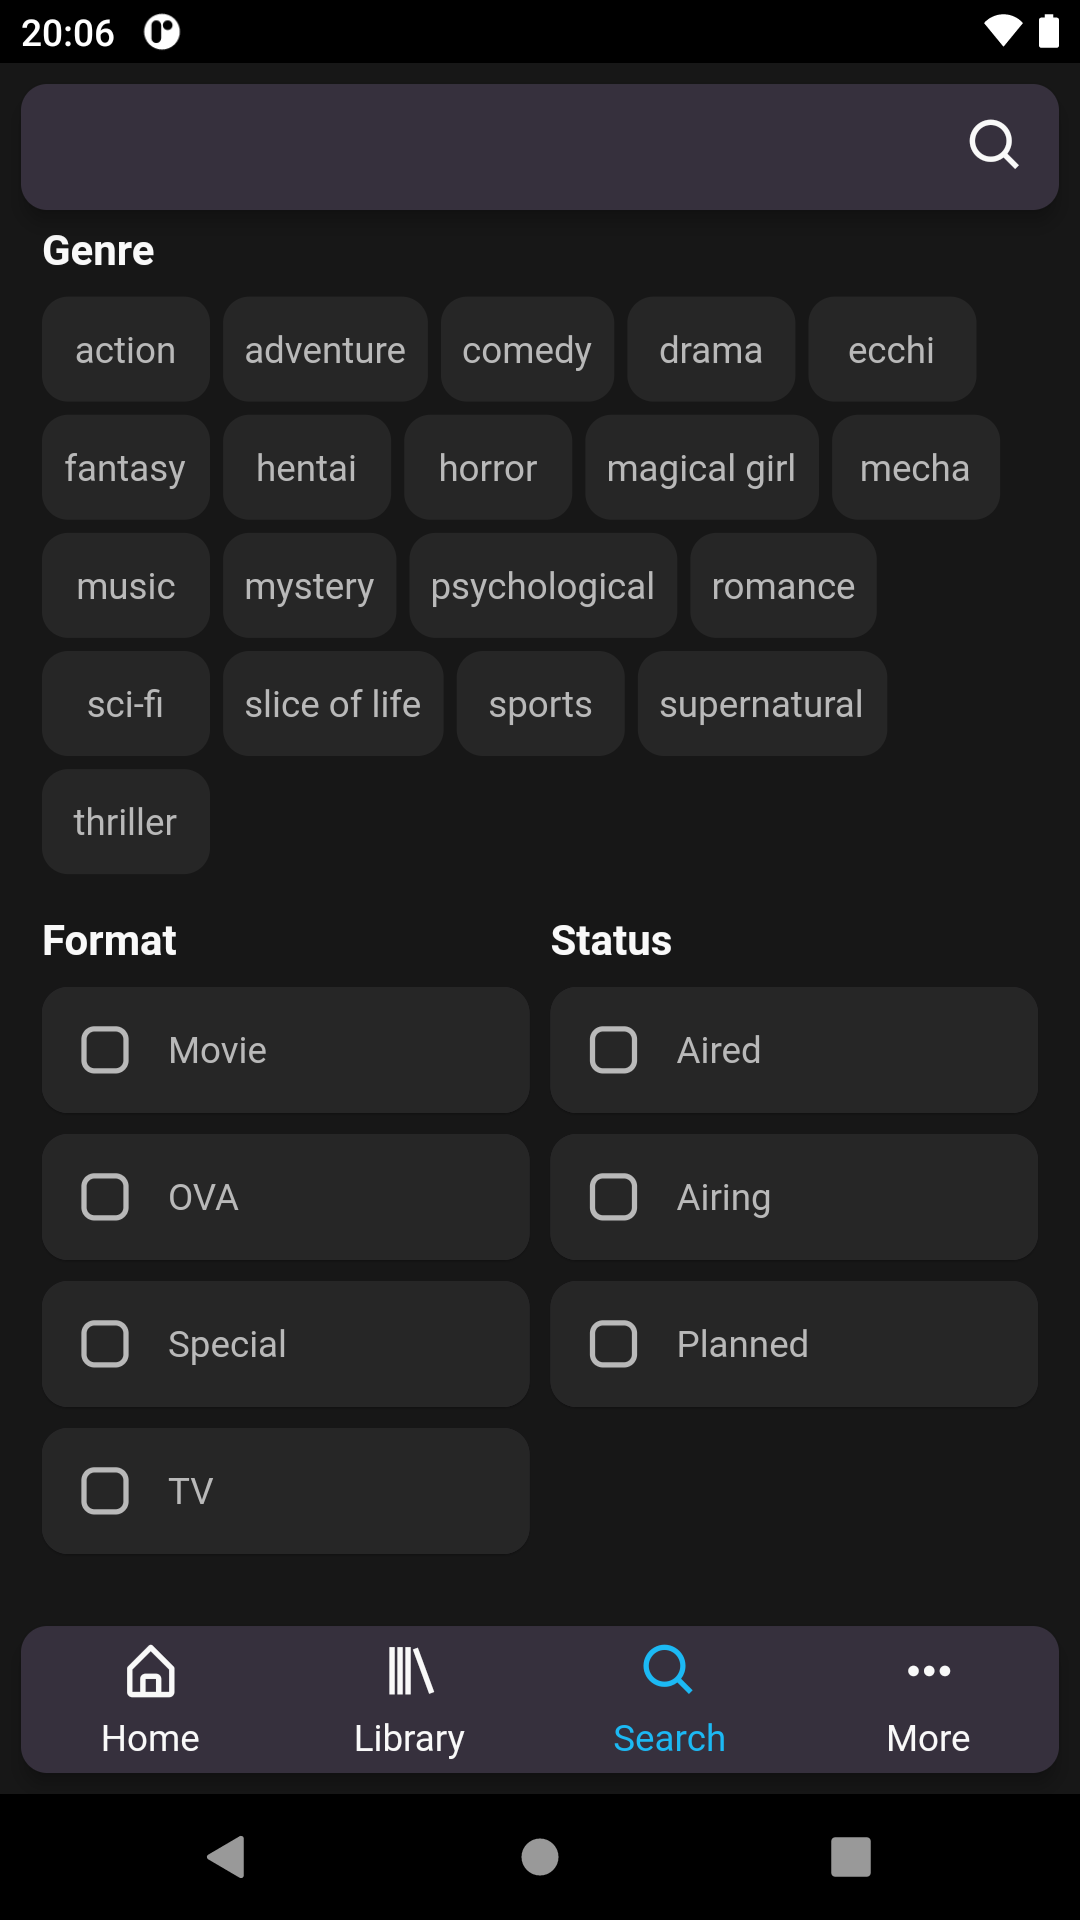 20:06
Genre
action adventure comedy drama ecchi
fantasy hentai horror magical girl mecha
music mystery psychological romance
sci-fi slice of life sports supernatural
thriller
Format Status
Movie Aired
OVA Airing
Special Planned
TV
Home Library Search More